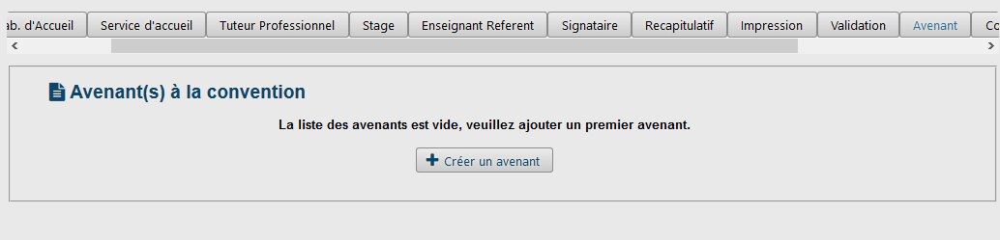 ab. d'Accueil Service d'accueil Tuteur Professionnel Stage Enseignant Referent Signataire Recapitulatif Impression Validation Avenant Co
Avenant(s) à la convention
La liste des avenants est vide, veuillez ajouter un premier avenant.
Créer un avenant